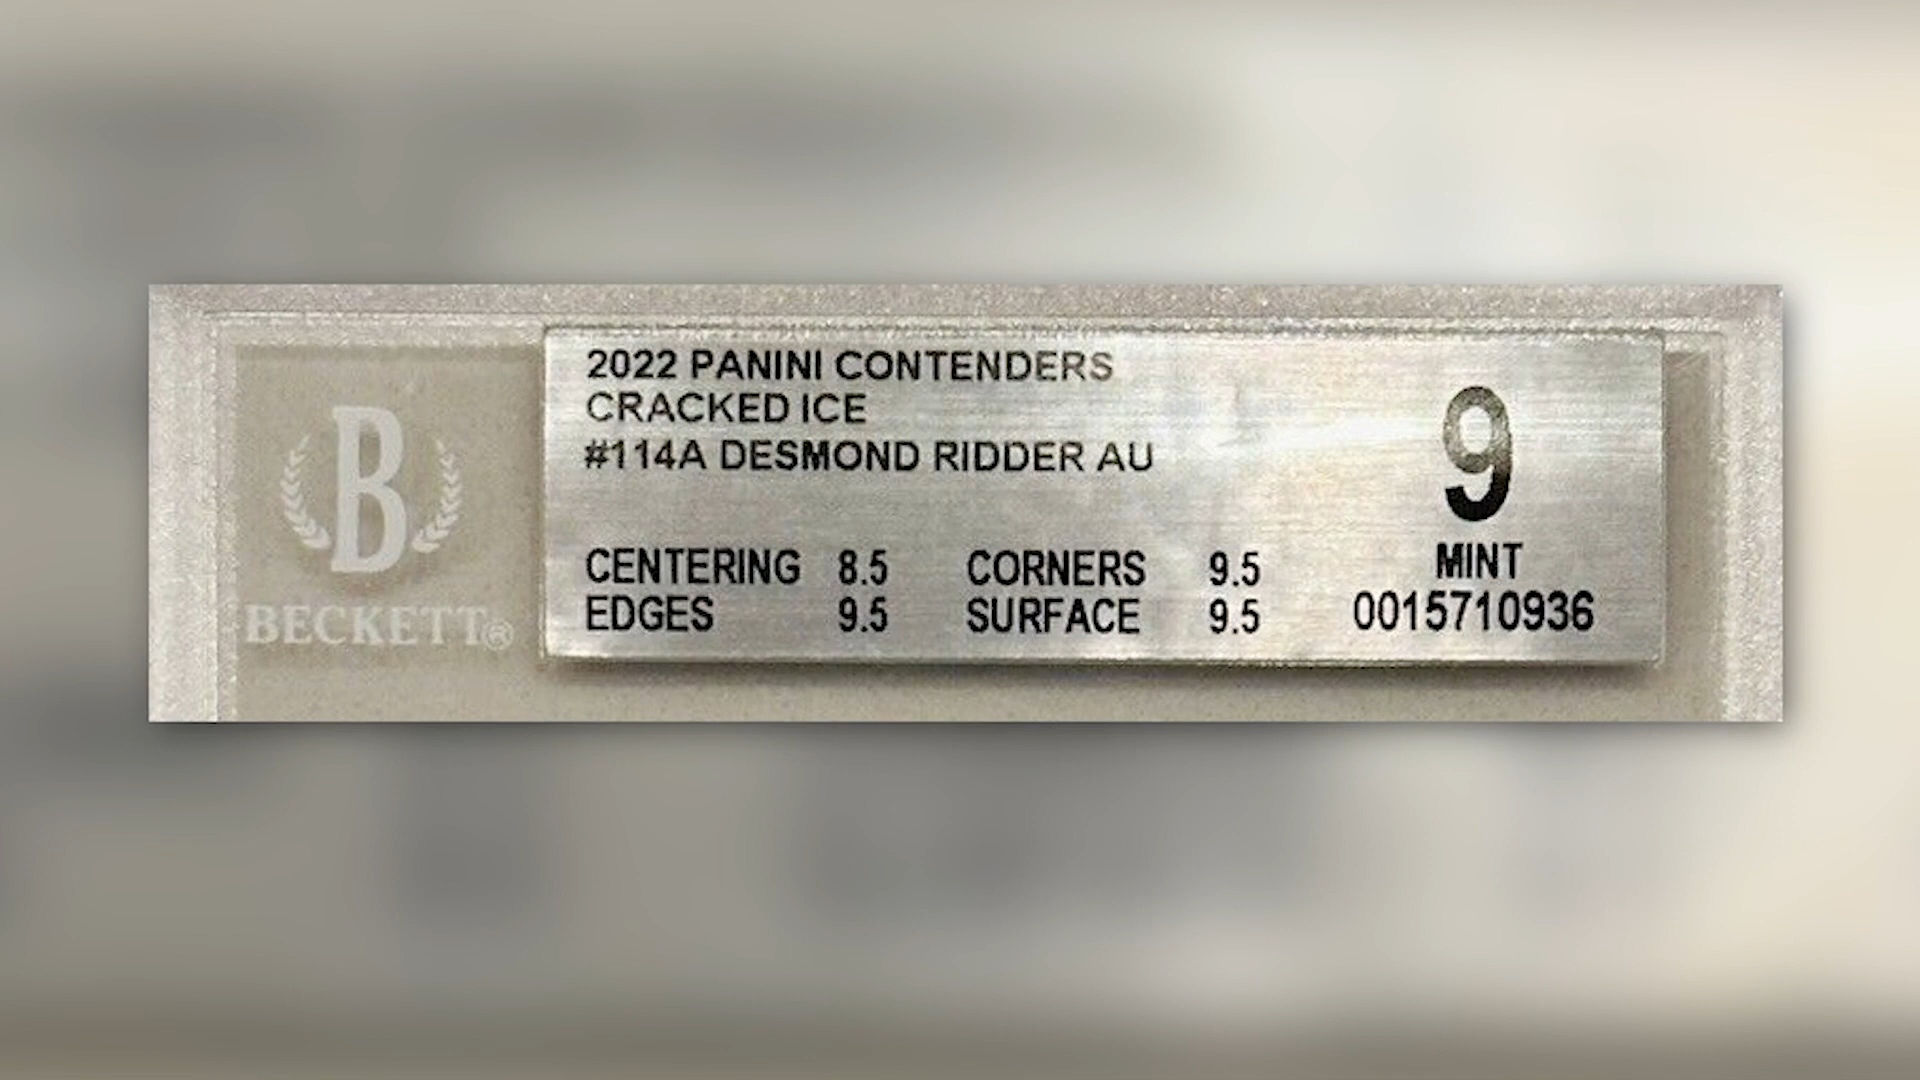 2022 PANINI CONTENDERS
CRACKED ICE
#114A DESMOND RIDDER AU
9
CENTERING 8.5 CORNERS 9.5 MINT
EDGES 9.5 SURFACE 9.5 0015710936
B
BECKETT®